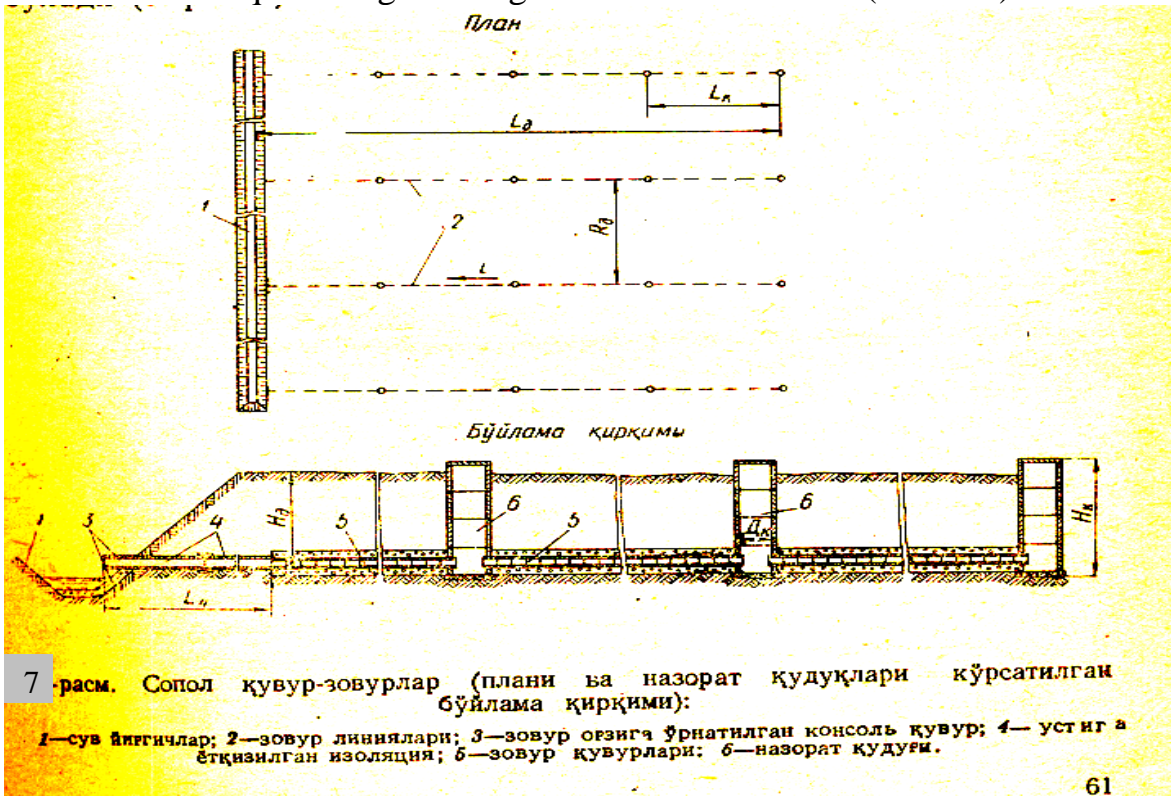 План
Lк
Lд
1
2
Rд
i
Бўйлама қирқими
1
3
4
Hд
5
6
5
Дк
6
Hк
7 -расм. Сопол қувур-зовурлар (плани ва назорат қудуқлари кўрсатилган
бўйлама қирқими):
1—сув йиғгичлар; 2—зовур линиялари; 3—зовур оғзига ўрнатилган консоль қувур; 4— устига
ётқизилган изоляция; 5—зовур қувурлари: 6—назорат қудуғи.
61